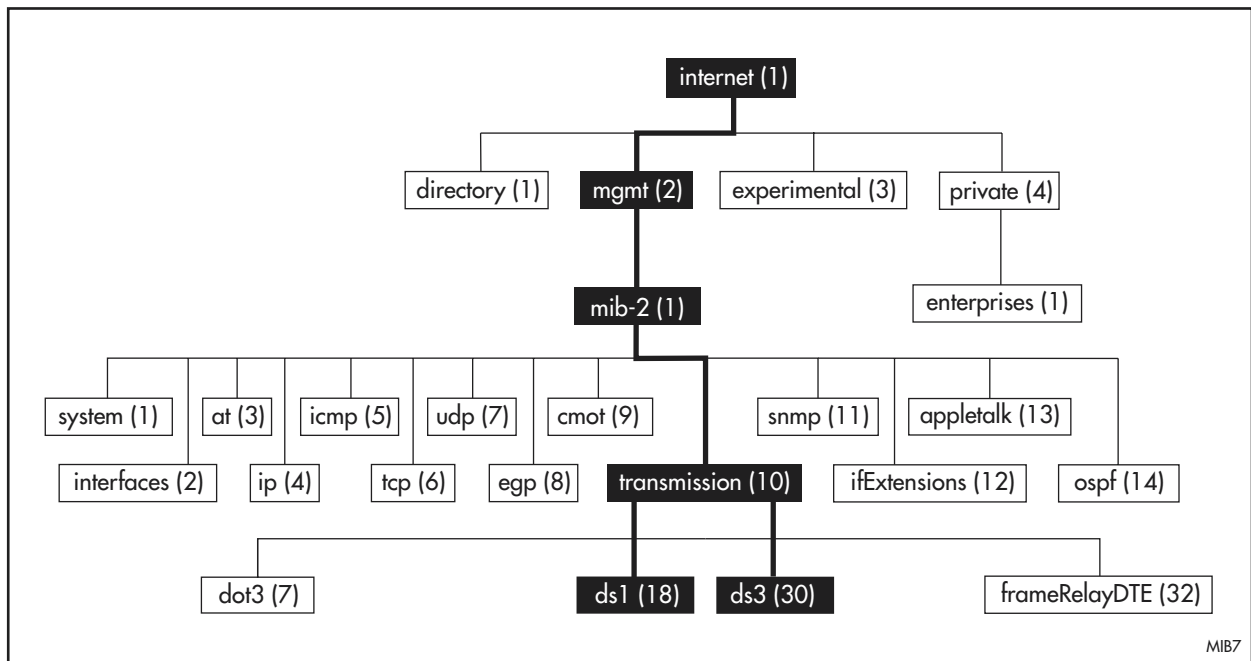 internet (1)
directory (1)
mgmt (2)
experimental (3)
private (4)
mib-2 (1)
enterprises (1)
system (1)
at (3)
icmp (5)
udp (7)
cmot (9)
snmp (11)
appletalk (13)
interfaces (2)
ip (4)
tcp (6)
egp (8)
transmission (10)
ifExtensions (12)
ospf (14)
dot3 (7)
ds1 (18)
ds3 (30)
frameRelayDTE (32)
MIB7